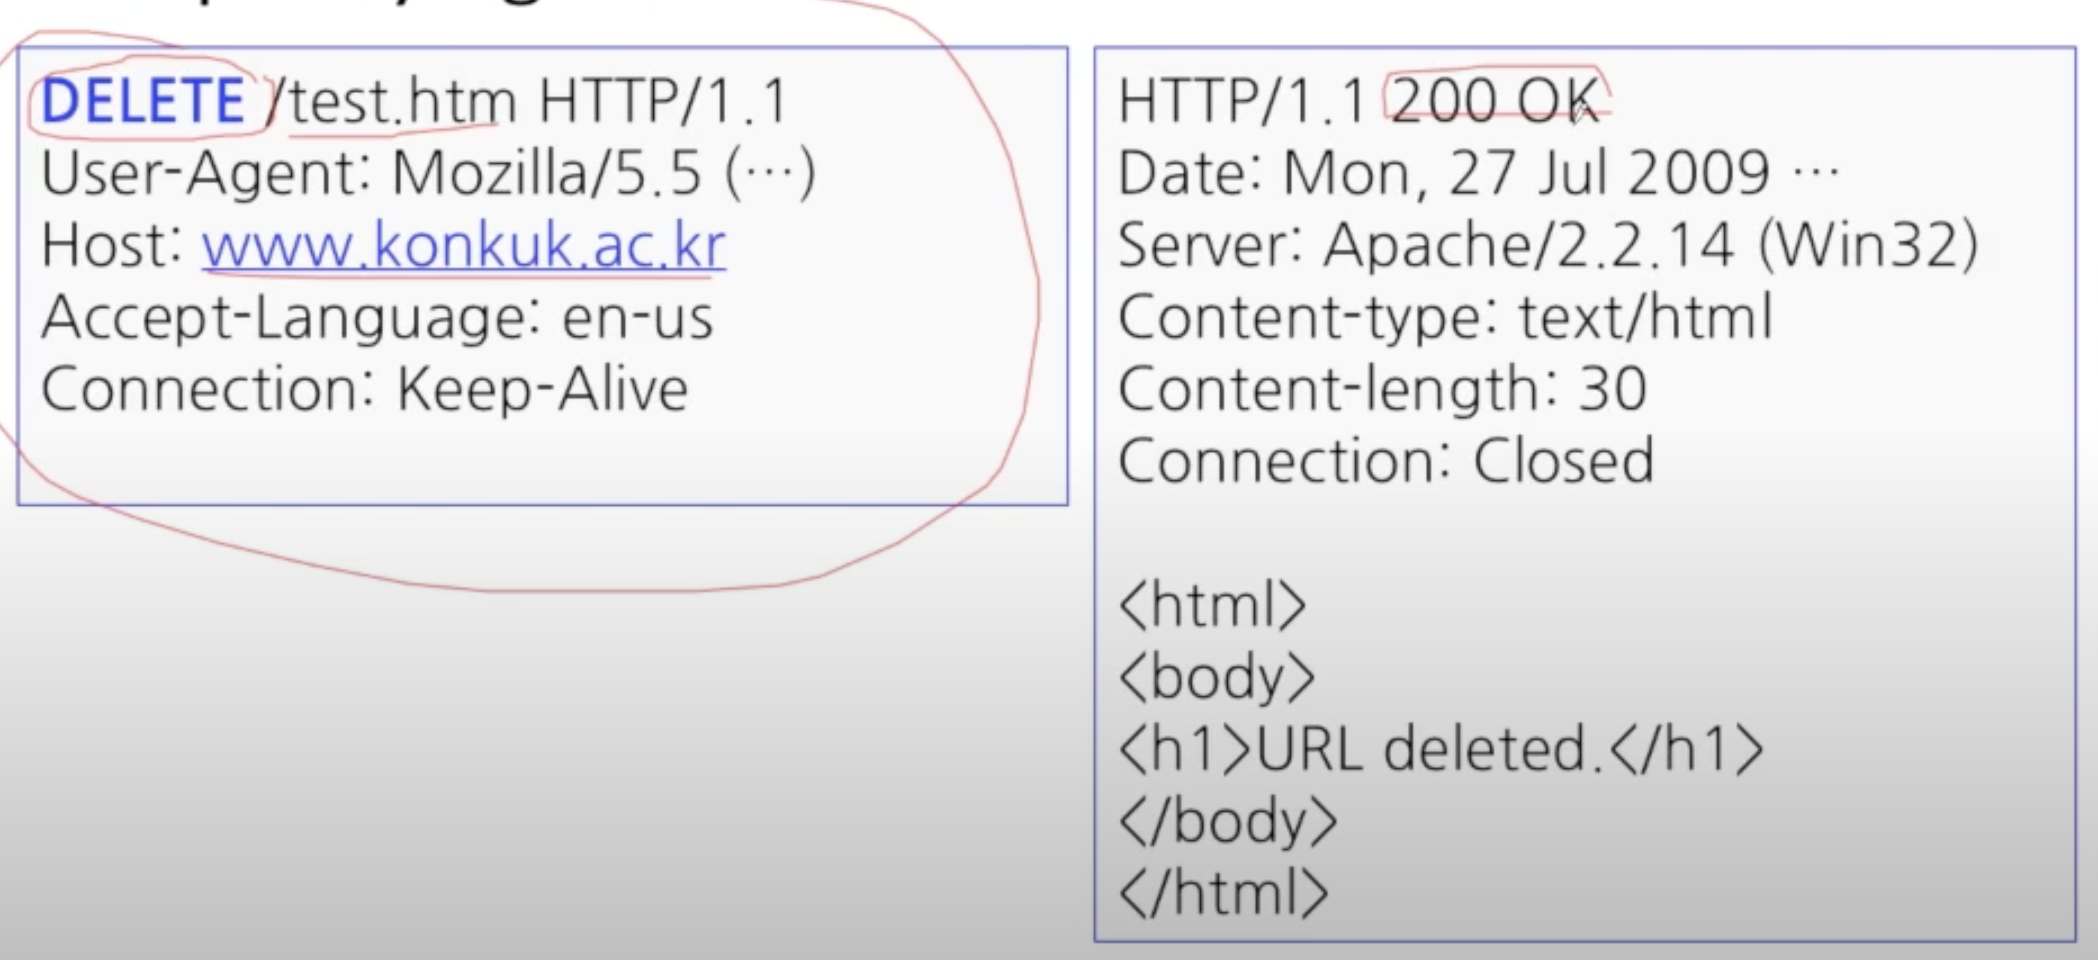 DELETE /test.htm HTTP/1.1
User-Agent: Mozilla/5.5 (…)
Host: www.konkuk.ac.kr
Accept-Language: en-us
Connection: Keep-Alive
HTTP/1.1 200 OK
Date: Mon, 27 Jul 2009 …
Server: Apache/2.2.14 (Win32)
Content-type: text/html
Content-length: 30
Connection: Closed
<html>
<body>
<h1>URL deleted.</h1>
</body>
</html>